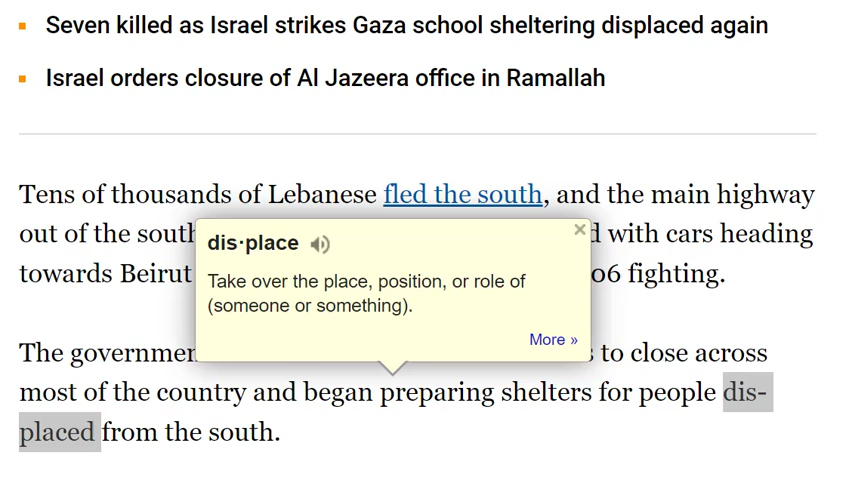 Seven killed as Israel strikes Gaza school sheltering displaced again
Israel orders closure of Al Jazeera office in Ramallah
Tens of thousands of Lebanese fled the south, and the main highway
out of the south with cars heading
towards Beirut 06 fighting.
dis·place
Take over the place, position, or role of
(someone or something).
More »
The to close across
most of the country and began preparing shelters for people dis-
placed from the south.